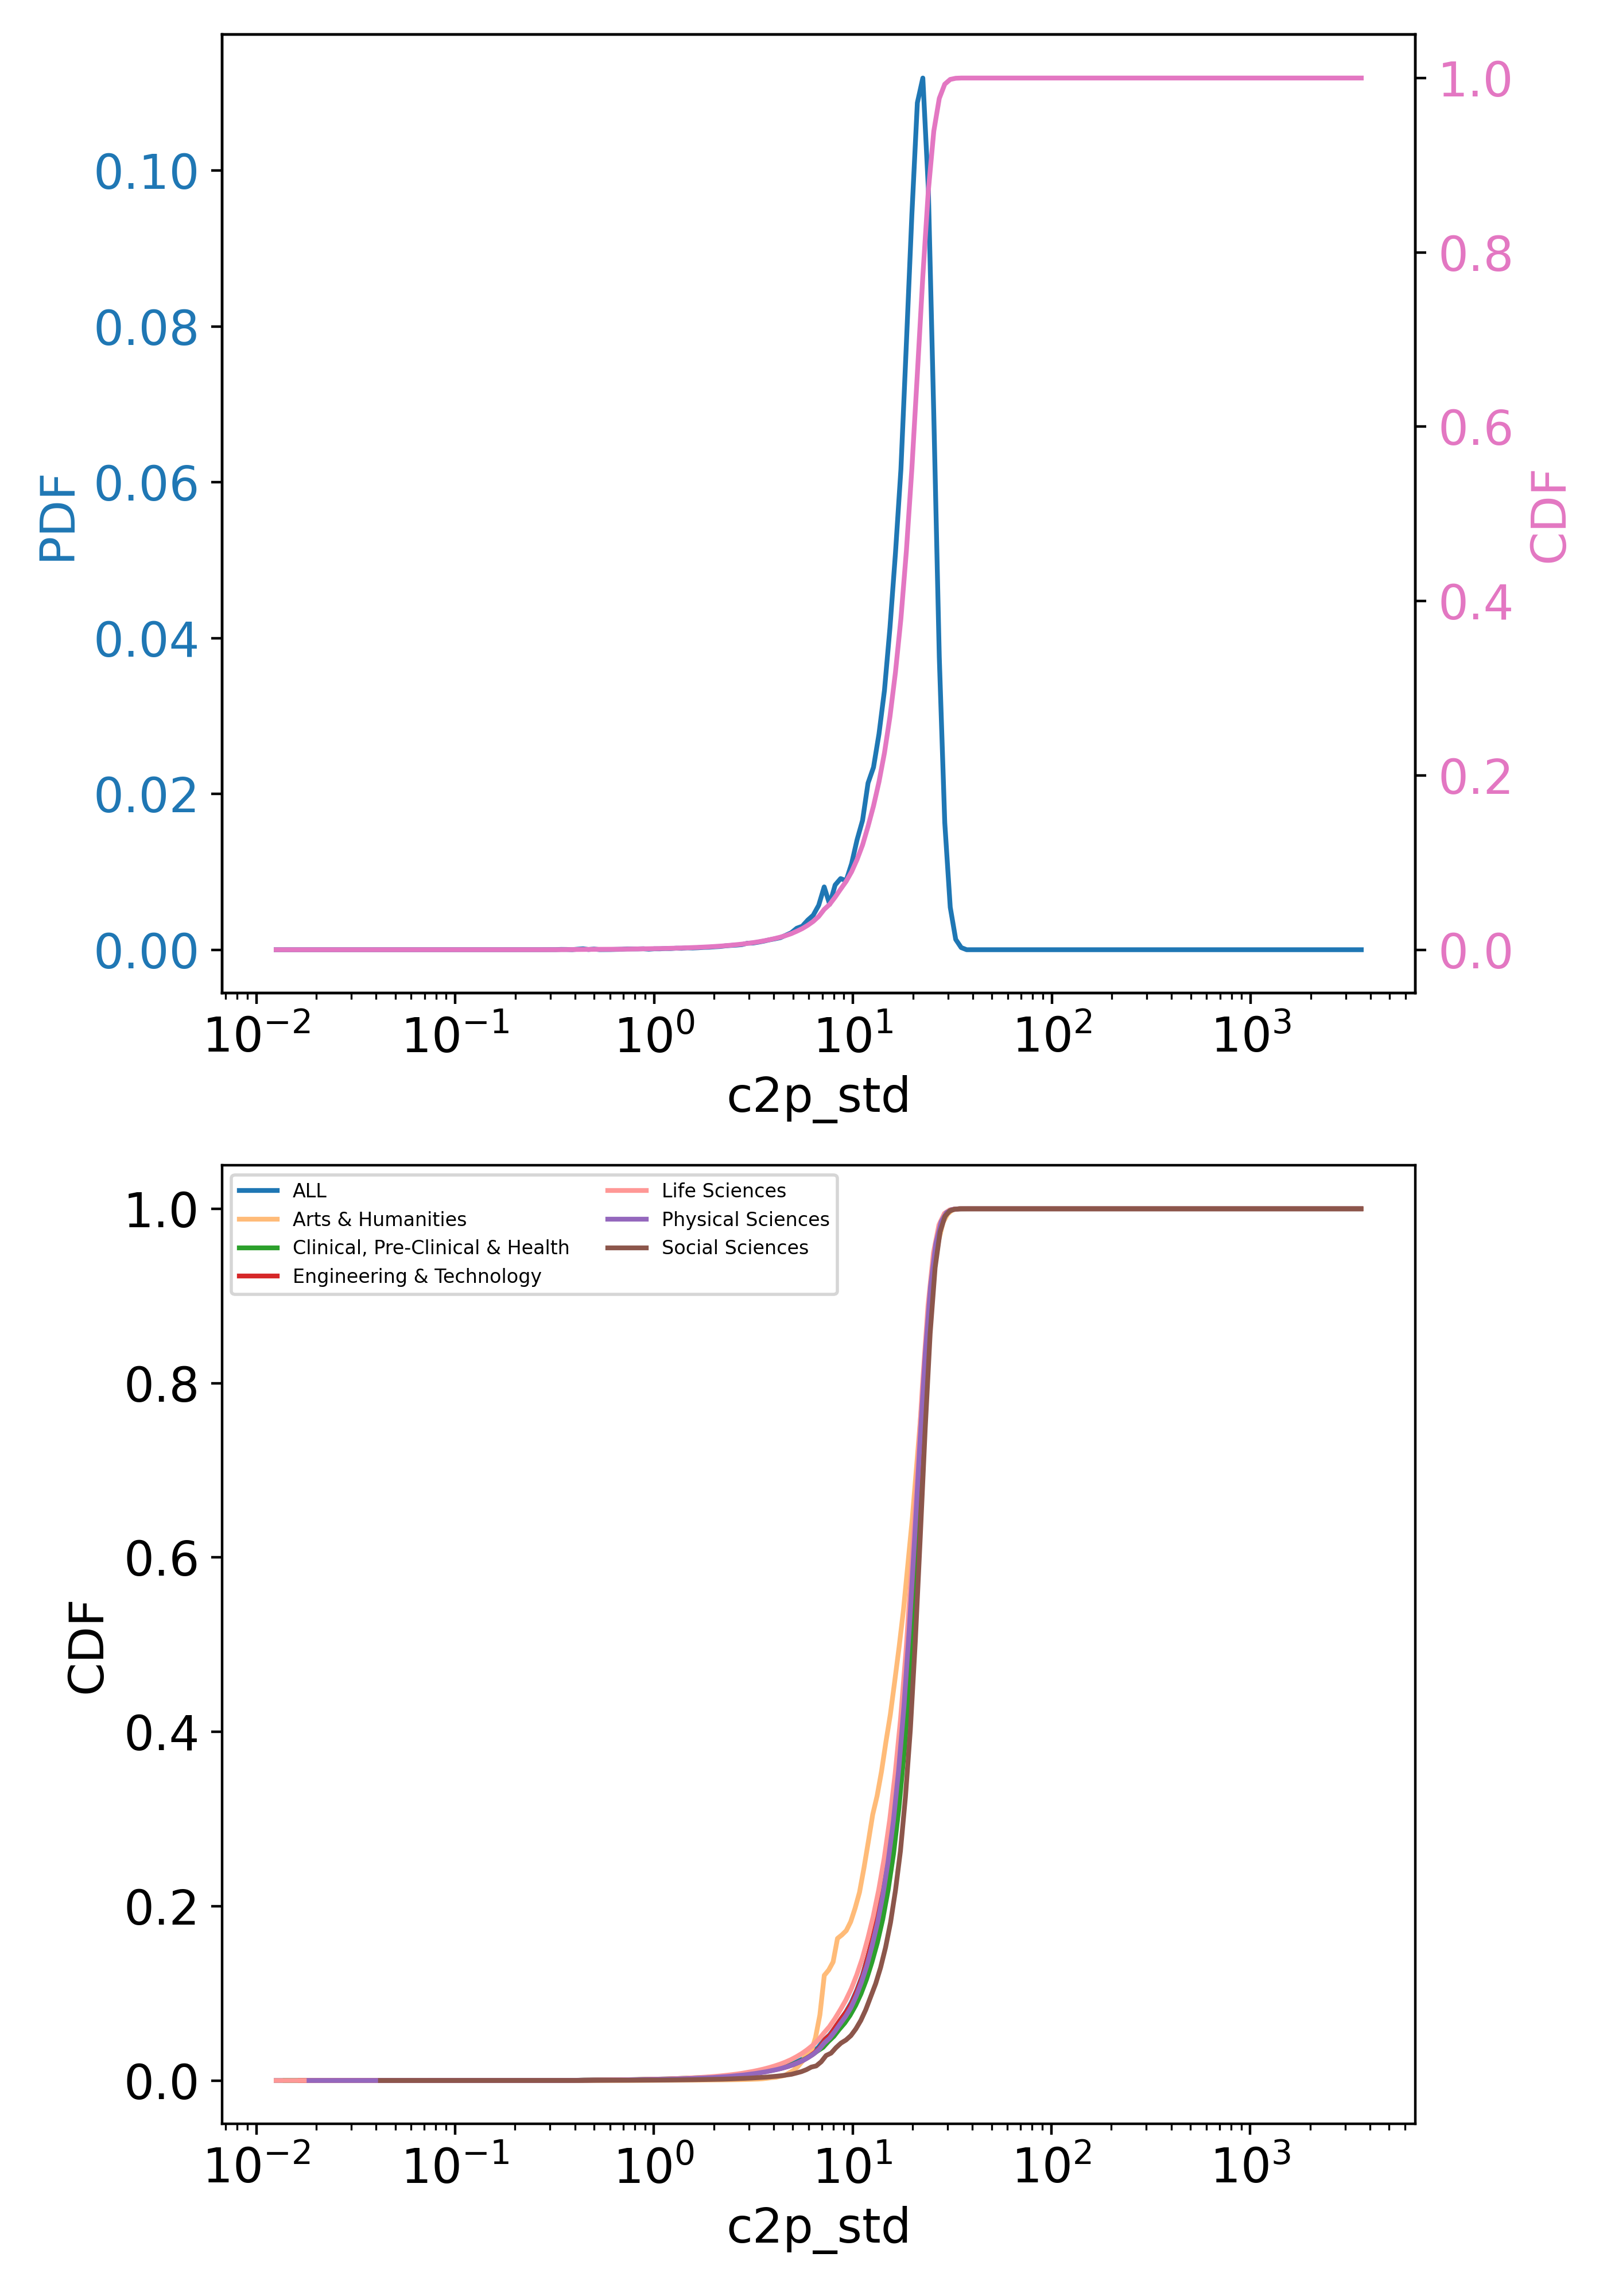 0.10
0.08
0.06
0.04
0.02
0.00
PDF
1.0
0.8
0.6
0.4
0.2
0.0
CDF
10⁻² 10⁻¹ 10⁰ 10¹ 10² 10³
c2p_std
ALL
Arts & Humanities
Clinical, Pre-Clinical & Health
Engineering & Technology
Life Sciences
Physical Sciences
Social Sciences
1.0
0.8
0.6
0.4
0.2
0.0
CDF
10⁻² 10⁻¹ 10⁰ 10¹ 10² 10³
c2p_std